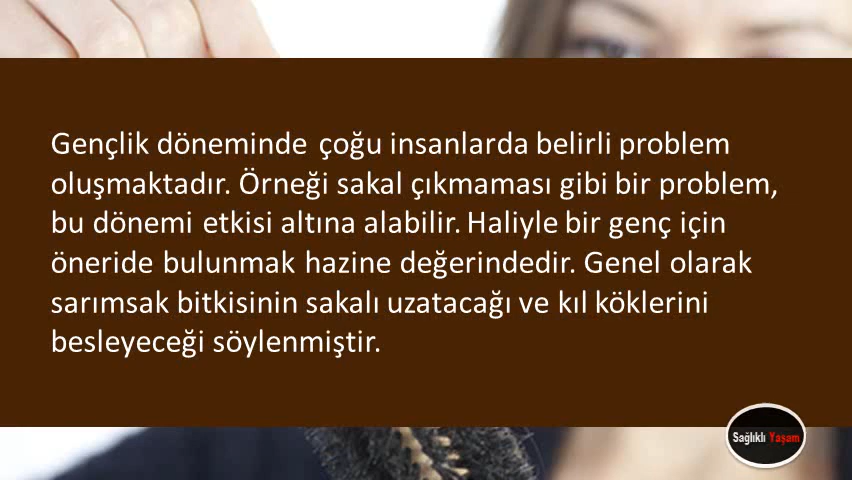 Gençlik döneminde çoğu insanlarda belirli problem
oluşmaktadır. Örneği sakal çıkmaması gibi bir problem,
bu dönemi etkisi altına alabilir. Haliyle bir genç için
öneride bulunmak hazine değerindedir. Genel olarak
sarımsak bitkisinin sakalı uzatacağı ve kıl köklerini
besleyeceği söylenmiştir.
Sağlıklı Yaşam